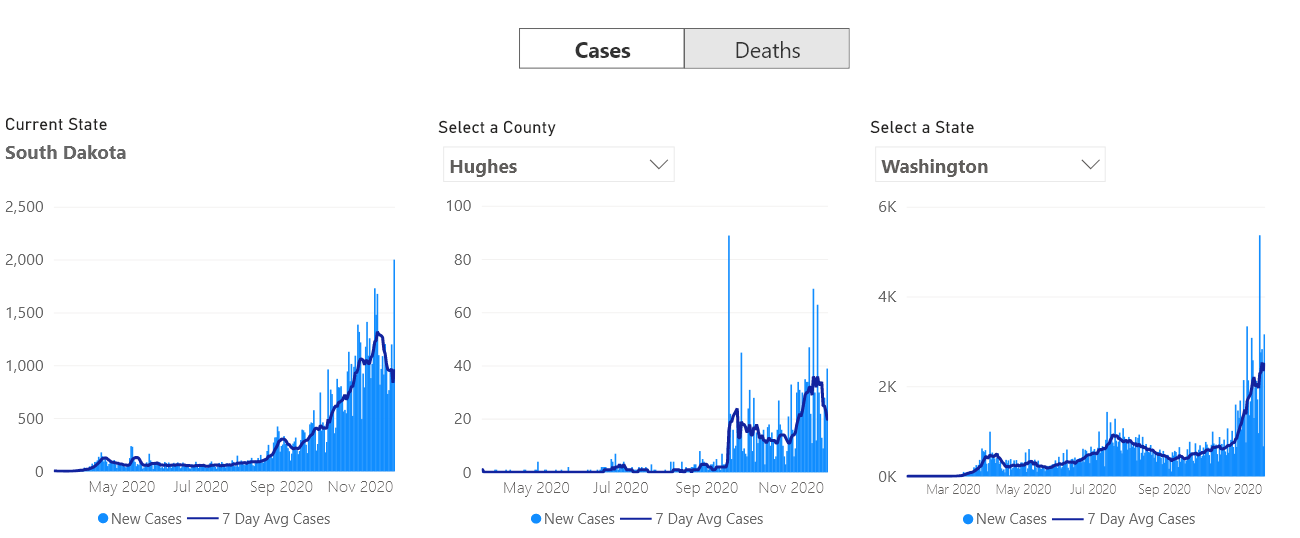 Cases
Deaths
Current State
South Dakota
2,500
2,000
1,500
1,000
500
0
May 2020
Jul 2020
Sep 2020
Nov 2020
New Cases
7 Day Avg Cases
Select a County
Hughes
100
80
60
40
20
0
May 2020
Jul 2020
Sep 2020
Nov 2020
New Cases
7 Day Avg Cases
Select a State
Washington
6K
4K
2K
0K
Mar 2020
May 2020
Jul 2020
Sep 2020
Nov 2020
New Cases
7 Day Avg Cases